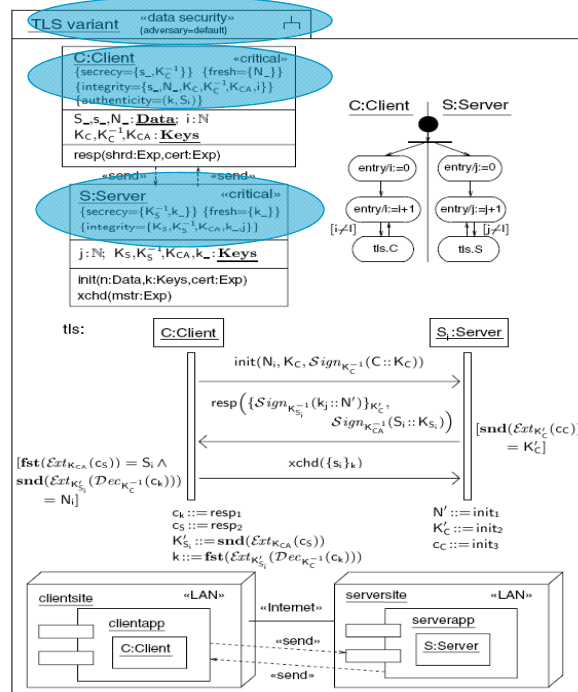 TLS variant «data security»
{adversary=default}
C:Client «critical»
{secrecy={s_,K_C^{-1}}} {fresh={N_}}
{integrity={s_,N_,K_C,K_C^{-1},K_CA,i}}
{authenticity=(k,S_i)}
S_,s_,N_:Data; i:ℕ
K_C,K_C^{-1},K_CA:Keys
resp(shrd:Exp,cert:Exp)
«send» «send»
S:Server «critical»
{secrecy={K_S^{-1},k_}} {fresh={k_}}
{integrity={K_S,K_S^{-1},K_CA,k_,j}}
j:ℕ; K_S,K_S^{-1},K_CA,k_:Keys
init(n:Data,k:Keys,cert:Exp)
xchd(mstr:Exp)
C:Client S:Server
entry/i:=0 entry/j:=0
entry/i:=i+1 entry/j:=j+1
[i≠l] [j≠l]
tls.C tls.S
tls: C:Client S_i:Server
init(N_i, K_C, Sign_{K_C^{-1}}(C::K_C))
resp({Sign_{K_{S_i}^{-1}}(k_j::N′)}_{K′_C},
Sign_{K_CA^{-1}}(S_i::K_{S_i}))
[snd(Ext_{K′_C}(c_C))
= K′_C]
xchd({s_i}_k)
[fst(Ext_{K_CA}(c_S)) = S_i ∧
snd(Ext_{K′_{S_i}}(Dec_{K_C^{-1}}(c_k)))
= N_i]
c_k::=resp₁
c_S::=resp₂
K′_{S_i}::=snd(Ext_{K_CA}(c_S))
k::=fst(Ext_{K′_{S_i}}(Dec_{K_C^{-1}}(c_k)))
N′::=init₁
K′_C::=init₂
c_C::=init₃
clientsite «LAN»
clientapp
C:Client
«Internet»
«send»
«send»
serversite «LAN»
serverapp
S:Server